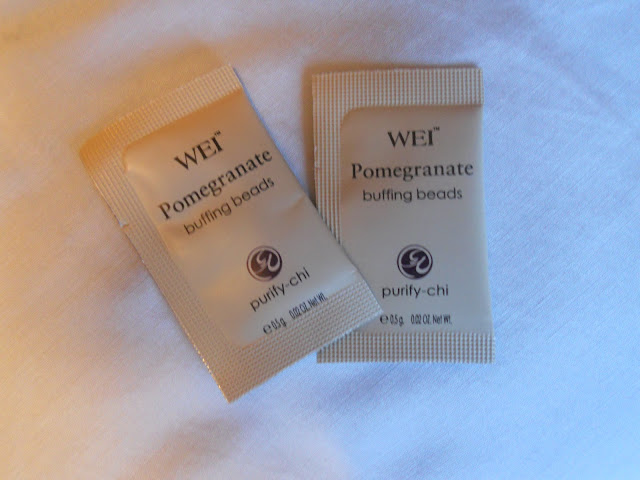 WEI™
Pomegranate
buffing beads
purify-chi
℮ 0.5 g. 0.02 OZ. Net Wt.
WEI™
Pomegranate
buffing beads
purify-chi
℮ 0.5 g. 0.02 OZ. Net Wt.